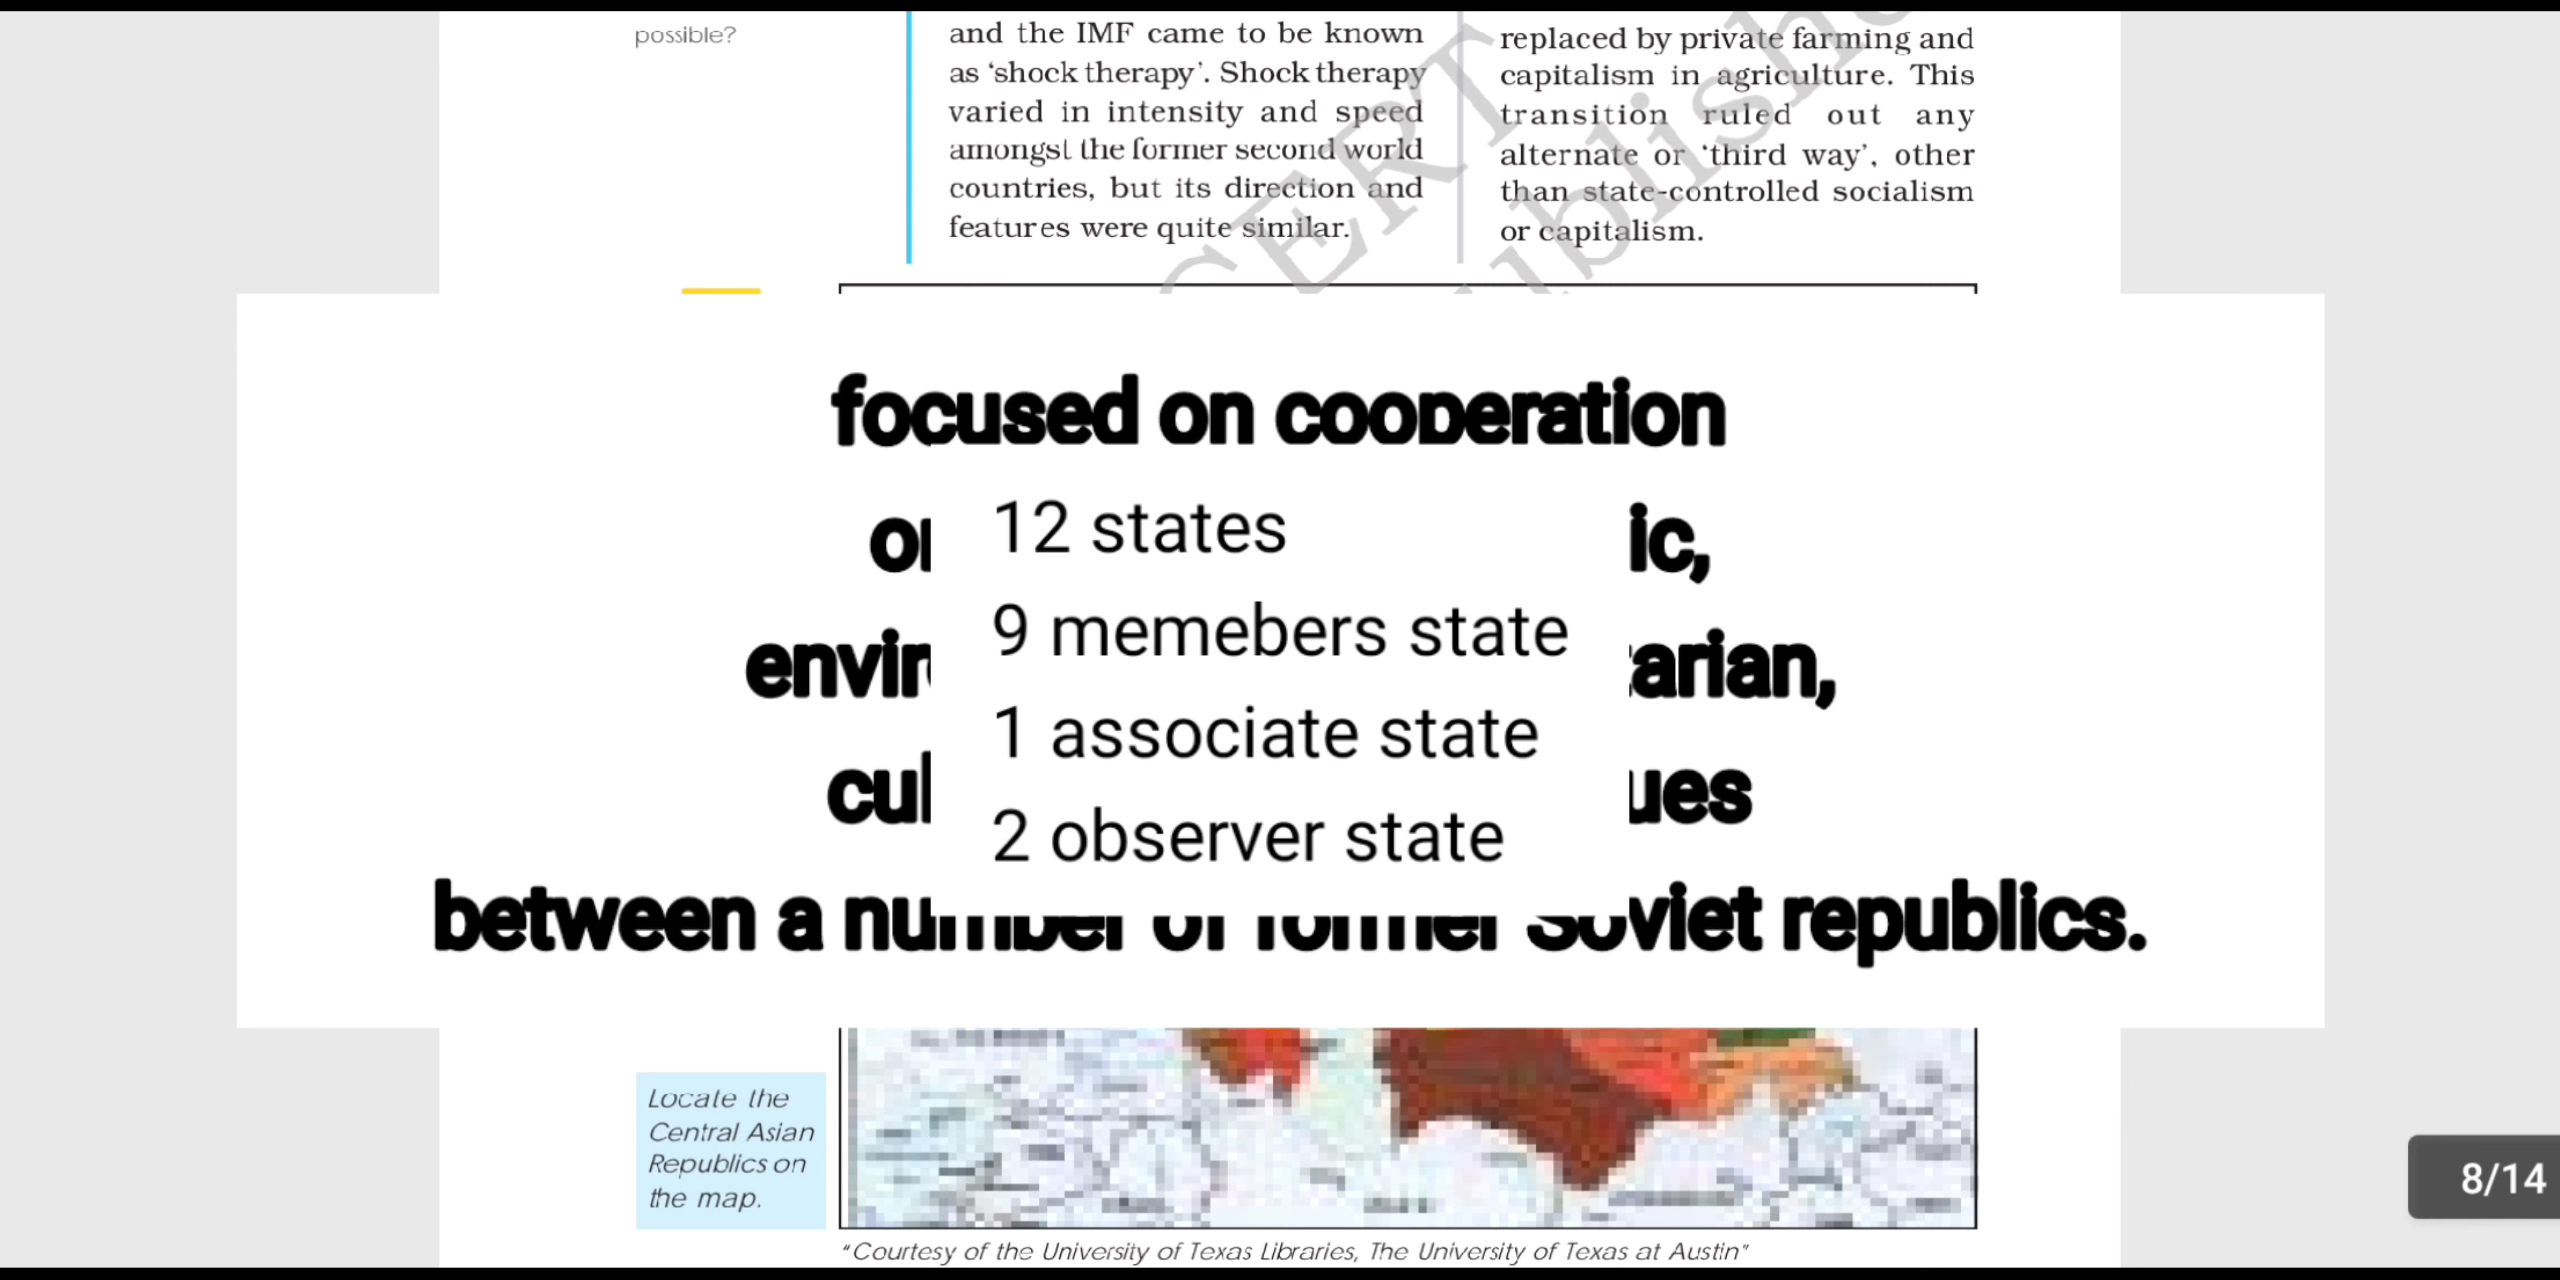 possible?
and the IMF came to be known
as ‘shock therapy’. Shock therapy
varied in intensity and speed
amongst the former second world
countries, but its direction and
features were quite similar.
replaced by private farming and
capitalism in agriculture. This
transition ruled out any
alternate or ‘third way’, other
than state-controlled socialism
or capitalism.
focused on cooperation
12 states
9 memebers state
1 associate state
2 observer state
between a number of former Soviet republics.
Locate the
Central Asian
Republics on
the map.
8/14
“Courtesy of the University of Texas Libraries, The University of Texas at Austin”